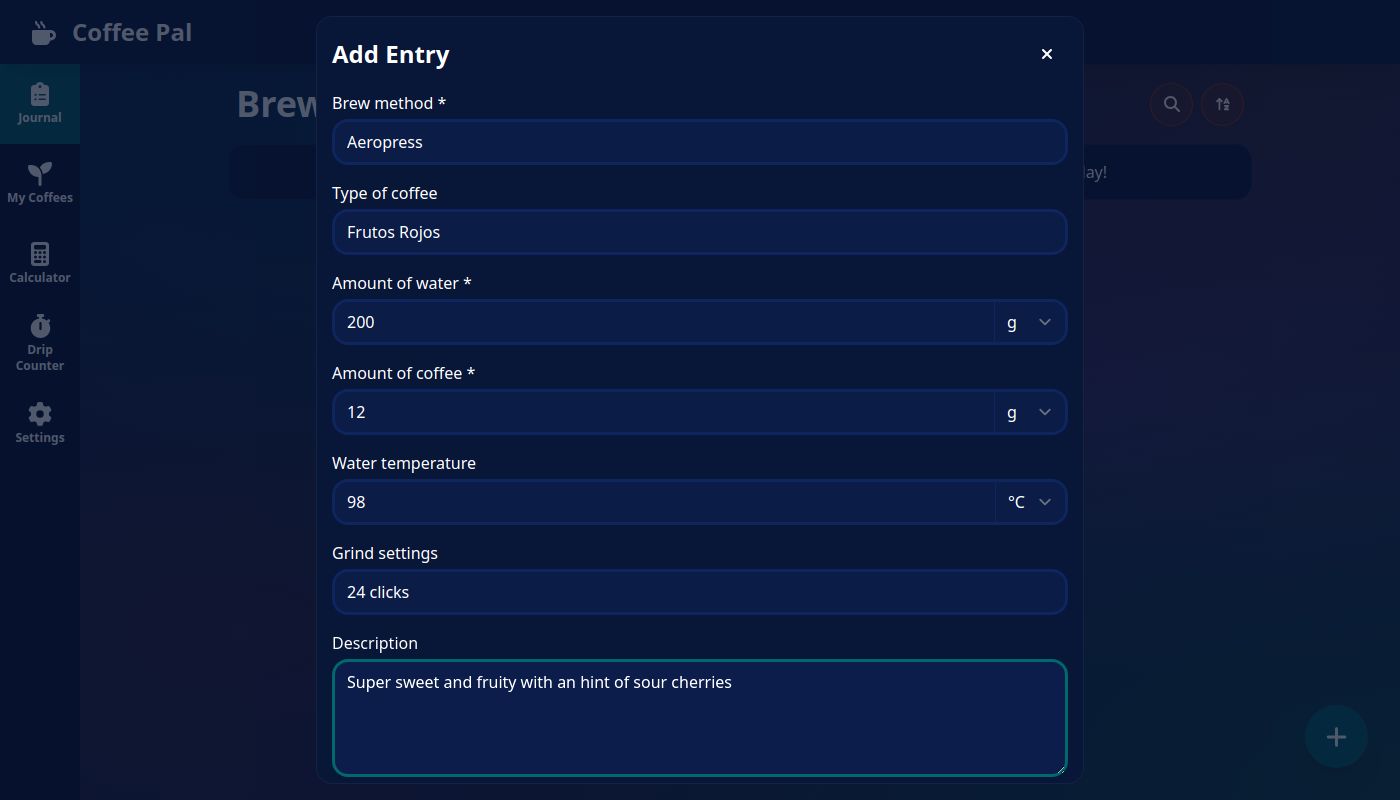 Coffee Pal
Journal
My Coffees
Calculator
Drip
Counter
Settings
Add Entry
Brew method *
Aeropress
Type of coffee
Frutos Rojos
Amount of water *
200
g
Amount of coffee *
12
g
Water temperature
98
°C
Grind settings
24 clicks
Description
Super sweet and fruity with an hint of sour cherries